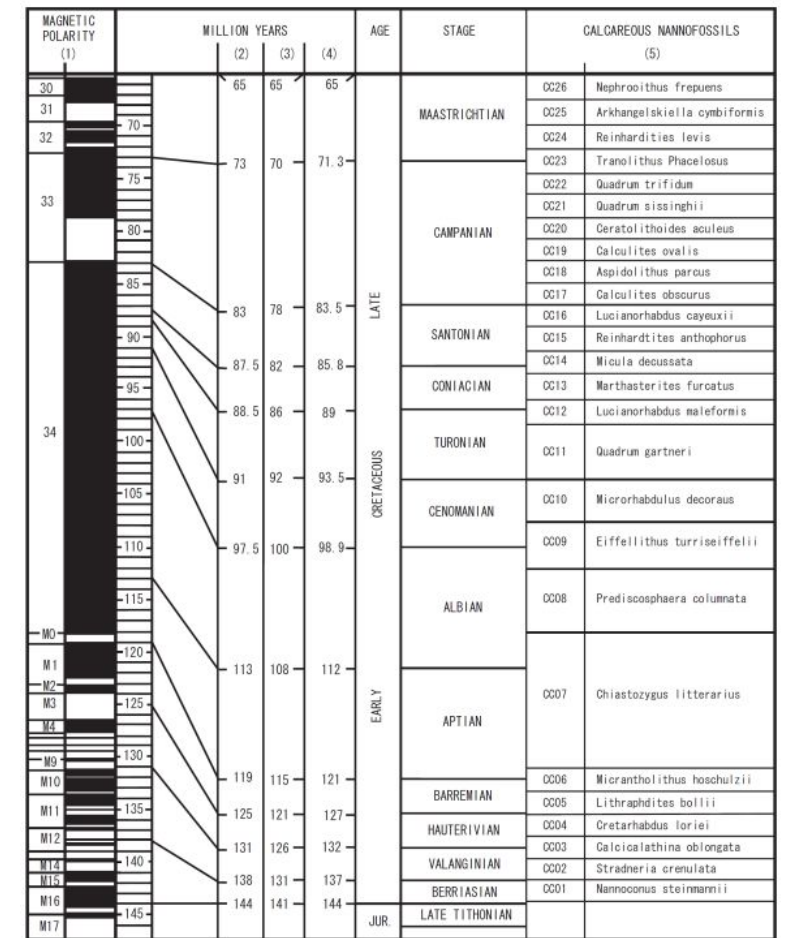 MAGNETIC POLARITY (1)
MILLION YEARS
(2) (3) (4)
AGE
STAGE
CALCAREOUS NANNOFOSSILS (5)
30
31
32
33
34
M0
M1
M2
M3
M4
M9
M10
M11
M12
M14
M15
M16
M17
70
75
80
85
90
95
100
105
110
115
120
125
130
135
140
145
65 65 65
73 70 71.3
83 78 83.5
87.5 82 85.8
88.5 86 89
91 92 93.5
97.5 100 98.9
113 108 112
119 115 121
125 121 127
131 126 132
138 131 137
144 141 144
LATE
CRETACEOUS
EARLY
JUR.
MAASTRICHTIAN
CAMPANIAN
SANTONIAN
CONIACIAN
TURONIAN
CENOMANIAN
ALBIAN
APTIAN
BARREMIAN
HAUTERIVIAN
VALANGINIAN
BERRIASIAN
LATE TITHONIAN
CC26 Nephrooithus frepuens
CC25 Arkhangelskiella cymbiformis
CC24 Reinhardities levis
CC23 Tranolithus Phacelosus
CC22 Quadrum trifidum
CC21 Quadrum sissinghii
CC20 Ceratolithoides aculeus
CC19 Calculites ovalis
CC18 Aspidolithus parcus
CC17 Calculites obscurus
CC16 Lucianorhabdus cayeuxii
CC15 Reinhardtites anthophorus
CC14 Micula decussata
CC13 Marthasterites furcatus
CC12 Lucianorhabdus maleformis
CC11 Quadrum gartneri
CC10 Microrhabdulus decoraus
CC09 Eiffellithus turriseiffelii
CC08 Prediscosphaera columnata
CC07 Chiastozygus litterarius
CC06 Micrantholithus hoschulzii
CC05 Lithraphdites bollii
CC04 Cretarhabdus loriei
CC03 Calcicalathina oblongata
CC02 Stradneria crenulata
CC01 Nannoconus steinmannii